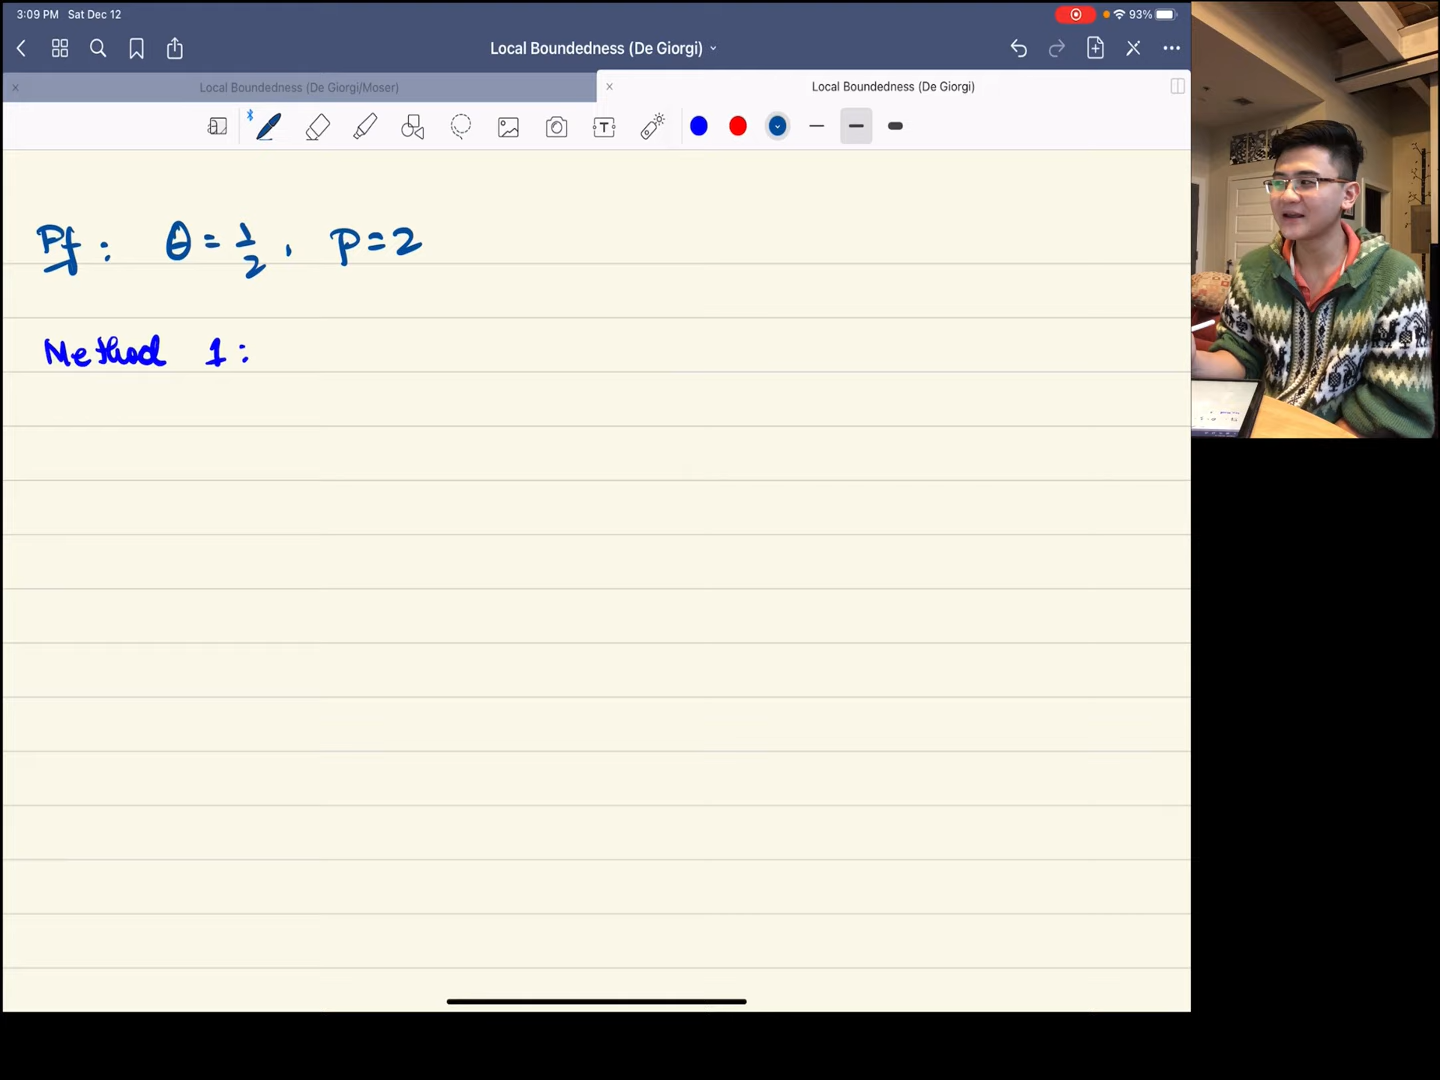 3:09 PM Sat Dec 12 93%
Local Boundedness (De Giorgi)
Local Boundedness (De Giorgi/Moser) Local Boundedness (De Giorgi)
Pf: θ = 1/2, p = 2
Method 1: